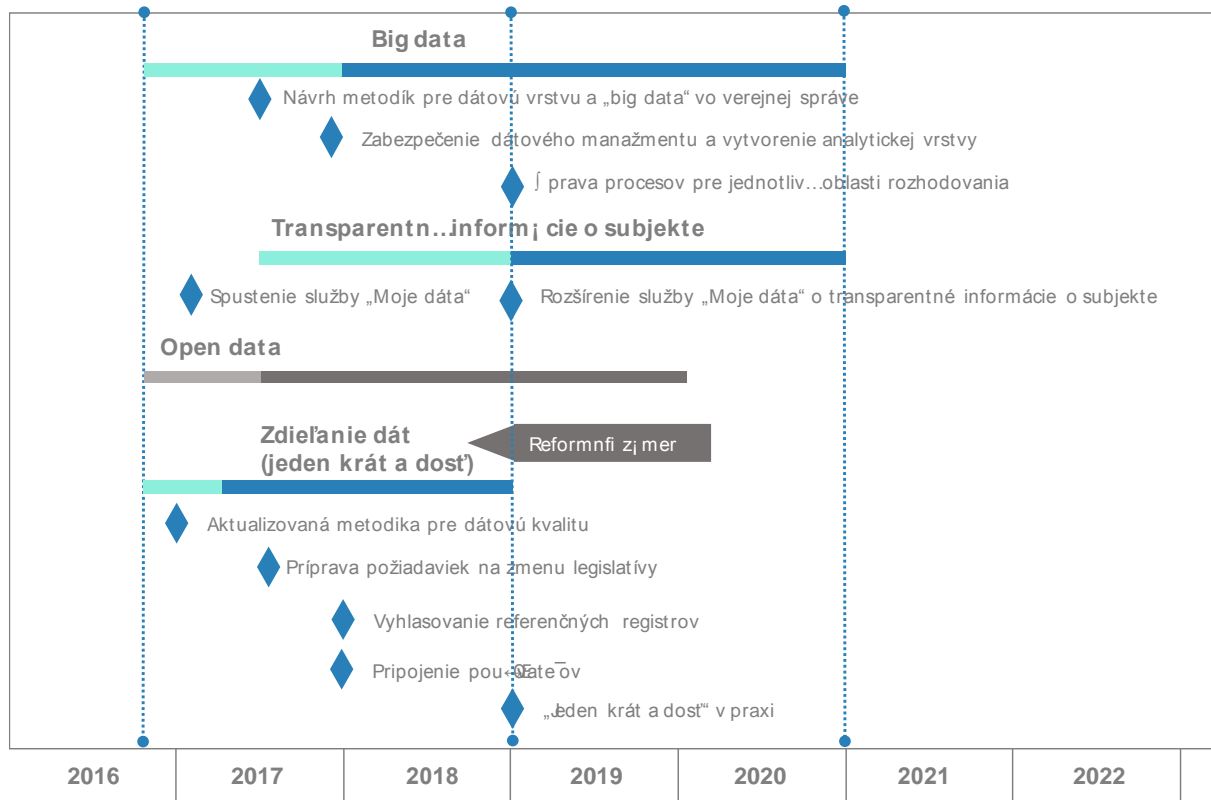 Big data
Návrh metodík pre dátovú vrstvu a „big data“ vo verejnej správe
Zabezpečenie dátového manažmentu a vytvorenie analytickej vrstvy
∫ prava procesov pre jednotliv…oblasti rozhodovania
Transparentn…inform¡ cie o subjekte
Spustenie služby „Moje dáta“
Rozšírenie služby „Moje dáta“ o transparentné informácie o subjekte
Open data
Zdieľanie dát
(jeden krát a dosť)
Reformnfi z¡ mer
Aktualizovaná metodika pre dátovú kvalitu
Príprava požiadaviek na zmenu legislatívy
Vyhlasovanie referenčných registrov
Pripojenie
„Jeden krát a dosť“ v praxi
2016 2017 2018 2019 2020 2021 2022